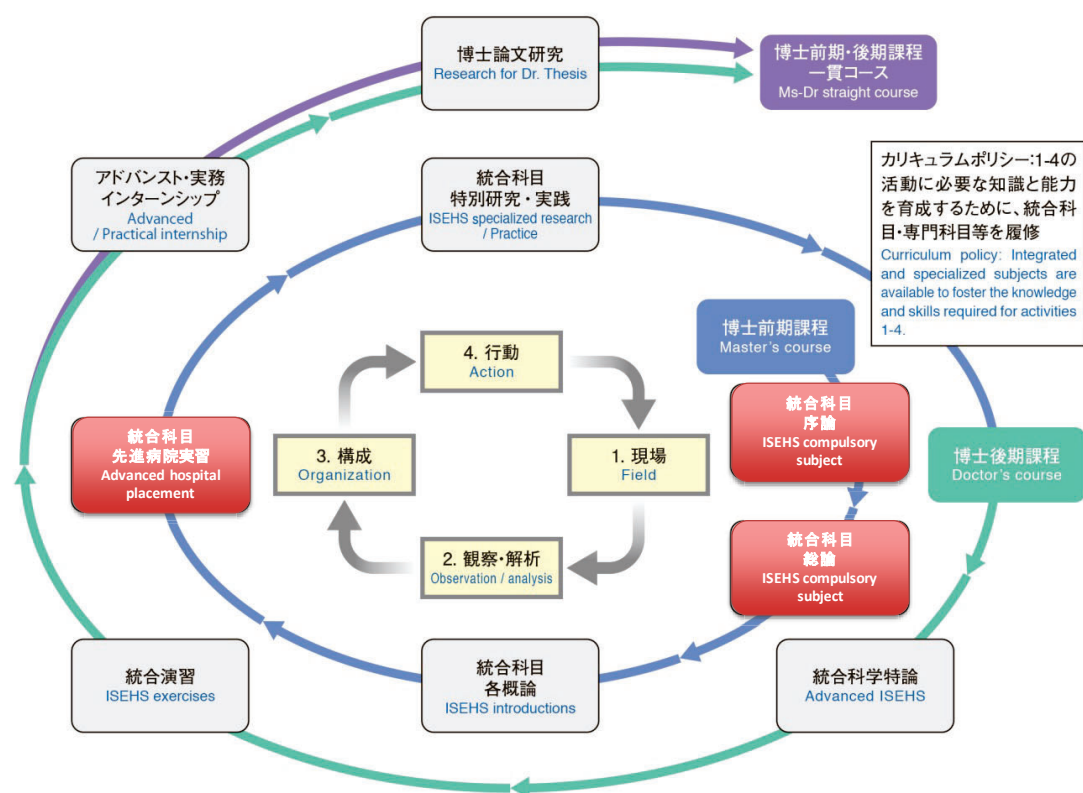 博士論文研究
Research for Dr. Thesis
博士前期・後期課程
一貫コース
Ms-Dr straight course
アドバンスト・実務
インターンシップ
Advanced
/ Practical internship
統合科目
特別研究・実践
ISEHS specialized research
/ Practice
カリキュラムポリシー:1-4の
活動に必要な知識と能力
を育成するために、統合科
目・専門科目等を履修
Curriculum policy: Integrated
and specialized subjects are
available to foster the knowledge
and skills required for activities
1-4.
博士前期課程
Master's course
4. 行動
Action
統合科目
序論
ISEHS compulsory
subject
統合科目
先進病院実習
Advanced hospital
placement
3. 構成
Organization
1. 現場
Field
博士後期課程
Doctor's course
2. 観察・解析
Observation / analysis
統合科目
総論
ISEHS compulsory
subject
統合演習
ISEHS exercises
統合科目
各概論
ISEHS introductions
統合科学特論
Advanced ISEHS